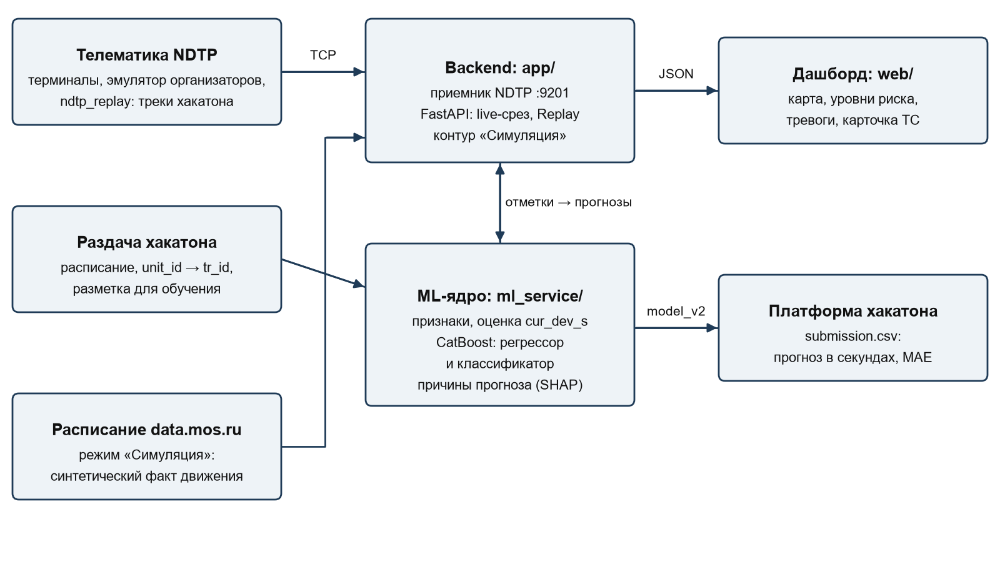 Телематика NDTP
терминалы, эмулятор организаторов,
ndtp_replay: треки хакатона
TCP
Backend: app/
приемник NDTP :9201
FastAPI: live-срез, Replay
контур «Симуляция»
JSON
Дашборд: web/
карта, уровни риска,
тревоги, карточка ТС
отметки → прогнозы
Раздача хакатона
расписание, unit_id → tr_id,
разметка для обучения
ML-ядро: ml_service/
признаки, оценка cur_dev_s
CatBoost: регрессор
и классификатор
причины прогноза (SHAP)
model_v2
Платформа хакатона
submission.csv:
прогноз в секундах, MAE
Расписание data.mos.ru
режим «Симуляция»:
синтетический факт движения